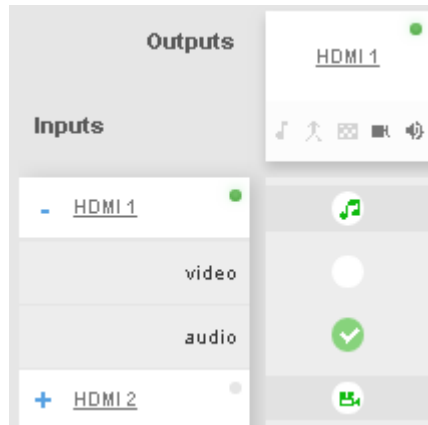 Outputs
HDMI 1
Inputs
- HDMI 1
video
audio
+ HDMI 2